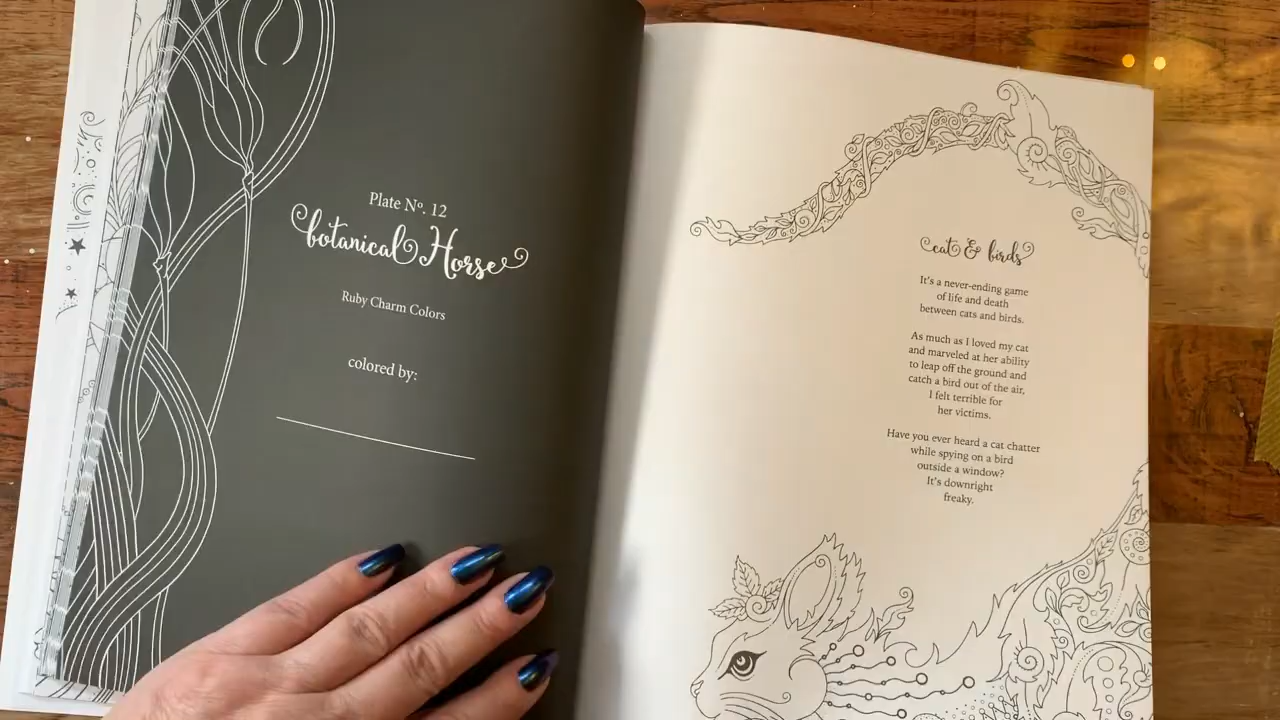 Plate Nº. 12
botanical Horse
Ruby Charm Colors
colored by:
cat & birds
It's a never-ending game
of life and death
between cats and birds.
As much as I loved my cat
and marveled at her ability
to leap off the ground and
catch a bird out of the air,
I felt terrible for
her victims.
Have you ever heard a cat chatter
while spying on a bird
outside a window?
It's downright
freaky.